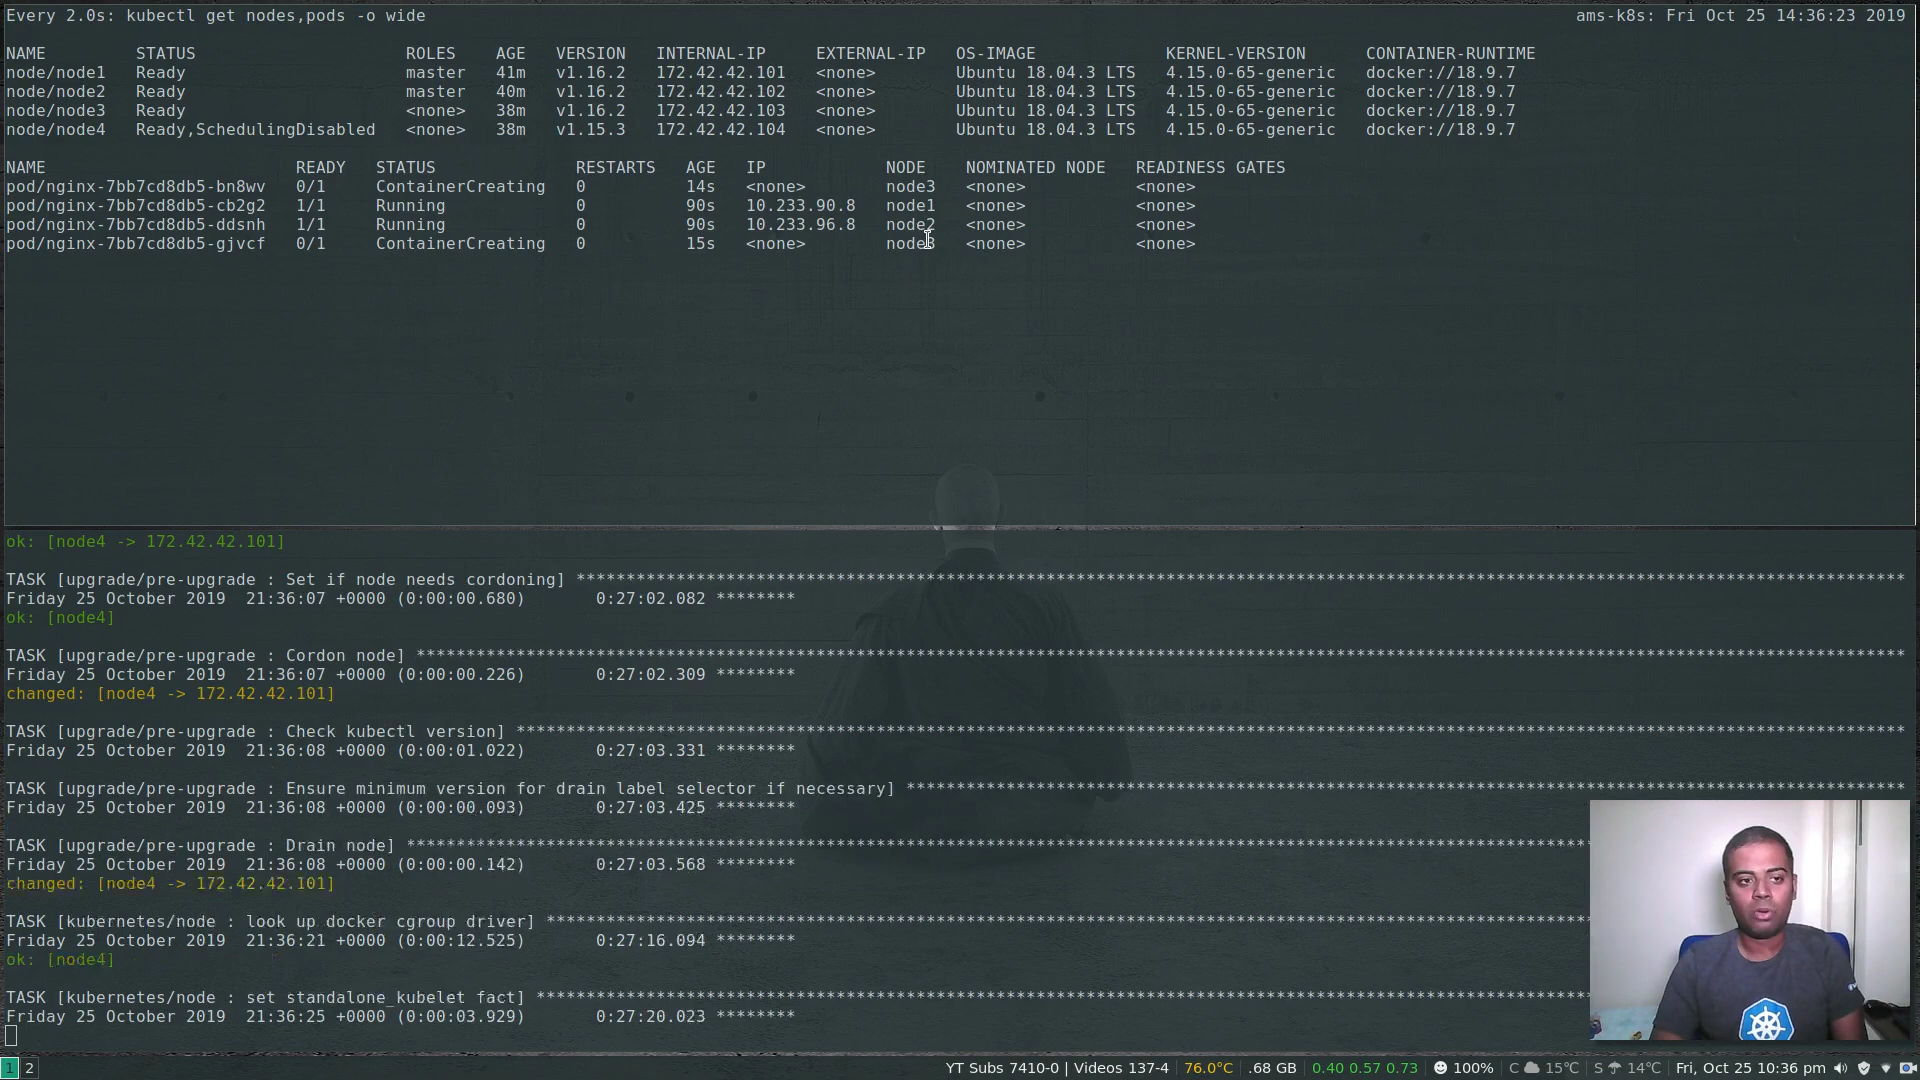 Every 2.0s: kubectl get nodes,pods -o wide ams-k8s: Fri Oct 25 14:36:23 2019
NAME STATUS ROLES AGE VERSION INTERNAL-IP EXTERNAL-IP OS-IMAGE KERNEL-VERSION CONTAINER-RUNTIME
node/node1 Ready master 41m v1.16.2 172.42.42.101 <none> Ubuntu 18.04.3 LTS 4.15.0-65-generic docker://18.9.7
node/node2 Ready master 40m v1.16.2 172.42.42.102 <none> Ubuntu 18.04.3 LTS 4.15.0-65-generic docker://18.9.7
node/node3 Ready <none> 38m v1.16.2 172.42.42.103 <none> Ubuntu 18.04.3 LTS 4.15.0-65-generic docker://18.9.7
node/node4 Ready,SchedulingDisabled <none> 38m v1.15.3 172.42.42.104 <none> Ubuntu 18.04.3 LTS 4.15.0-65-generic docker://18.9.7
NAME READY STATUS RESTARTS AGE IP NODE NOMINATED NODE READINESS GATES
pod/nginx-7bb7cd8db5-bn8wv 0/1 ContainerCreating 0 14s <none> node3 <none> <none>
pod/nginx-7bb7cd8db5-cb2g2 1/1 Running 0 90s 10.233.90.8 node1 <none> <none>
pod/nginx-7bb7cd8db5-ddsnh 1/1 Running 0 90s 10.233.96.8 node2 <none> <none>
pod/nginx-7bb7cd8db5-gjvcf 0/1 ContainerCreating 0 15s <none> node3 <none> <none>
ok: [node4 -> 172.42.42.101]
TASK [upgrade/pre-upgrade : Set if node needs cordoning] *************************************************************************************************************************************
Friday 25 October 2019 21:36:07 +0000 (0:00:00.680) 0:27:02.082 ********
ok: [node4]
TASK [upgrade/pre-upgrade : Cordon node] *****************************************************************************************************************************************************
Friday 25 October 2019 21:36:07 +0000 (0:00:00.226) 0:27:02.309 ********
changed: [node4 -> 172.42.42.101]
TASK [upgrade/pre-upgrade : Check kubectl version] *******************************************************************************************************************************************
Friday 25 October 2019 21:36:08 +0000 (0:00:01.022) 0:27:03.331 ********
TASK [upgrade/pre-upgrade : Ensure minimum version for drain label selector if necessary] ****************************************************************************************************
Friday 25 October 2019 21:36:08 +0000 (0:00:00.093) 0:27:03.425 ********
TASK [upgrade/pre-upgrade : Drain node] **********************************************************************************************************************
Friday 25 October 2019 21:36:08 +0000 (0:00:00.142) 0:27:03.568 ********
changed: [node4 -> 172.42.42.101]
TASK [kubernetes/node : look up docker cgroup driver] ********************************************************************************************************
Friday 25 October 2019 21:36:21 +0000 (0:00:12.525) 0:27:16.094 ********
ok: [node4]
TASK [kubernetes/node : set standalone_kubelet fact] *********************************************************************************************************
Friday 25 October 2019 21:36:25 +0000 (0:00:03.929) 0:27:20.023 ********
1 2 YT Subs 7410-0 | Videos 137-4 76.0°C .68 GB 0.40 0.57 0.73 100% C 15°C S 14°C Fri, Oct 25 10:36 pm